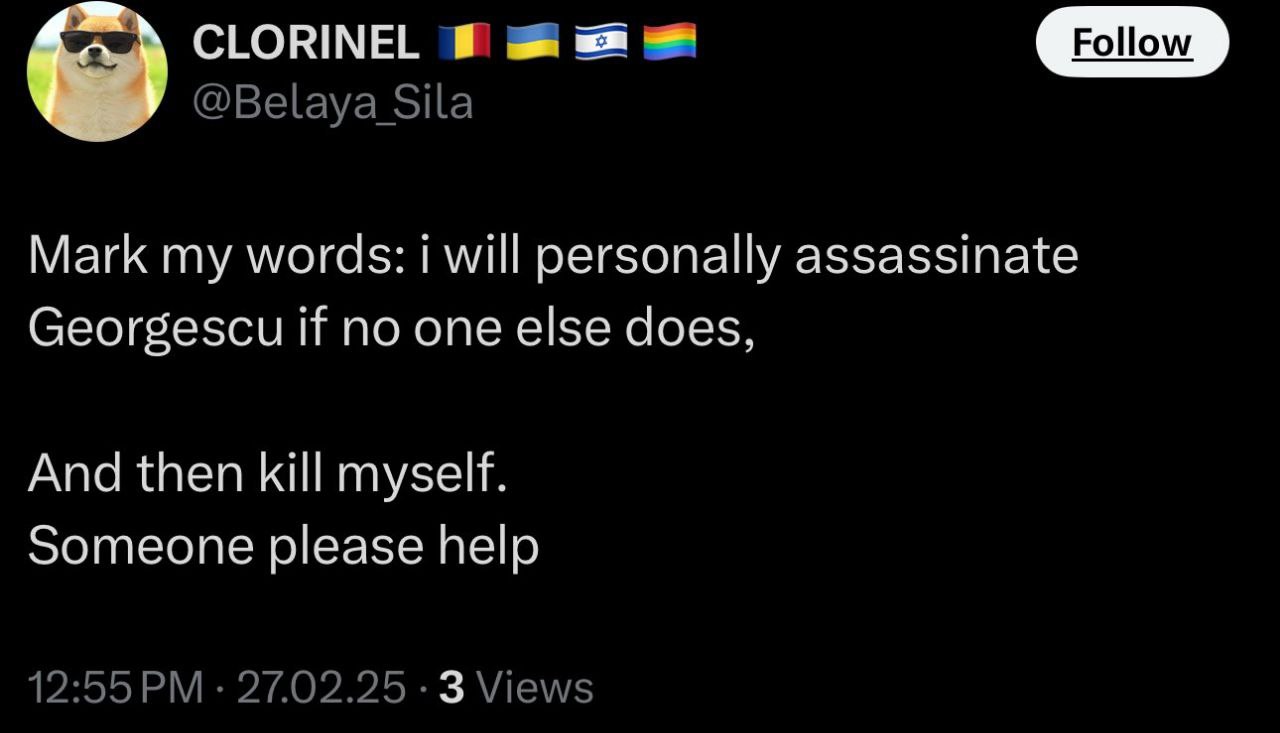 CLORINEL 🇷🇴 🇺🇦 🇮🇱 🏳️‍🌈
Follow
@Belaya_Sila
Mark my words: i will personally assassinate
Georgescu if no one else does,
And then kill myself.
Someone please help
12:55 PM · 27.02.25 · 3 Views